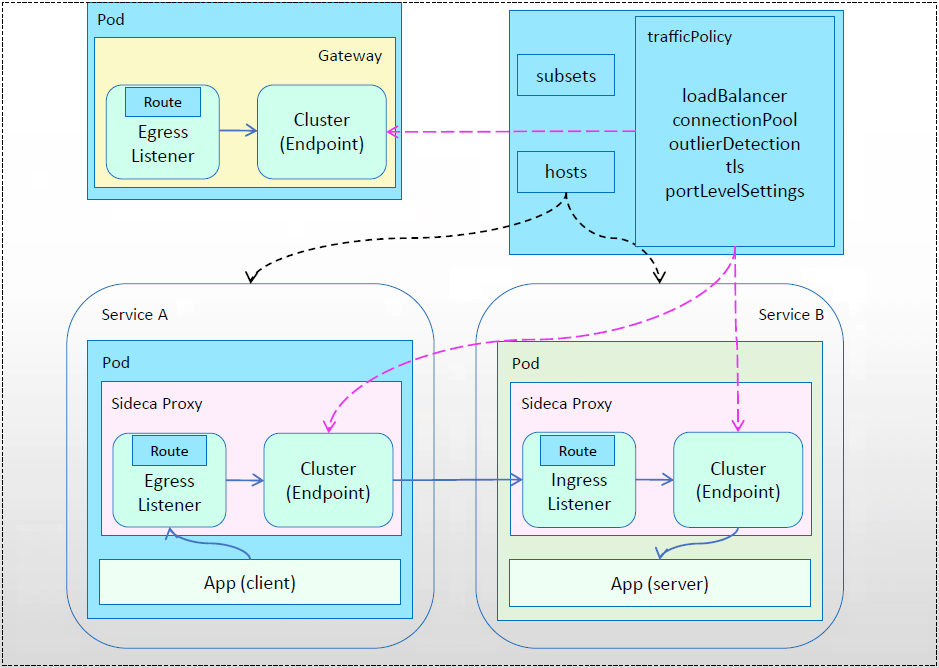 Pod
Gateway
Route
Egress
Listener
Cluster
(Endpoint)
subsets
hosts
trafficPolicy
loadBalancer
connectionPool
outlierDetection
tls
portLevelSettings
Service A
Pod
Sideca Proxy
Route
Egress
Listener
Cluster
(Endpoint)
App (client)
Service B
Pod
Sideca Proxy
Route
Ingress
Listener
Cluster
(Endpoint)
App (server)